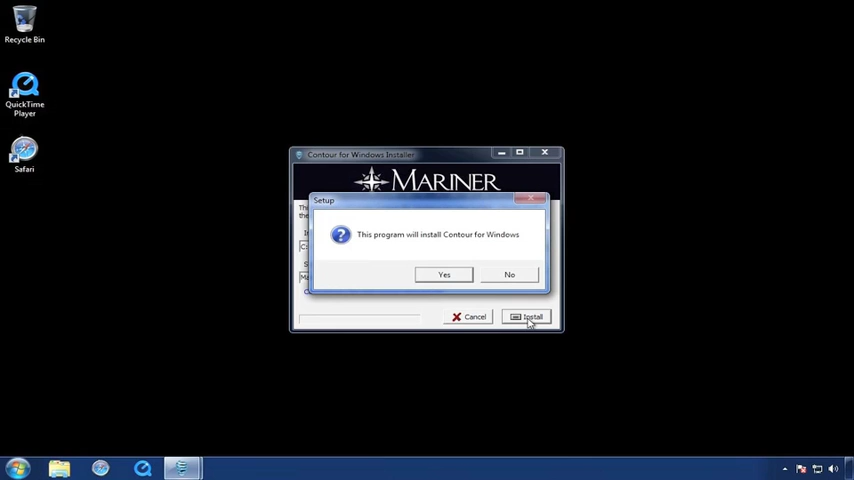 Recycle Bin
QuickTime
Player
Safari
Contour for Windows Installer
MARINER
Setup
This program will install Contour for Windows
Yes
No
Cancel
Install